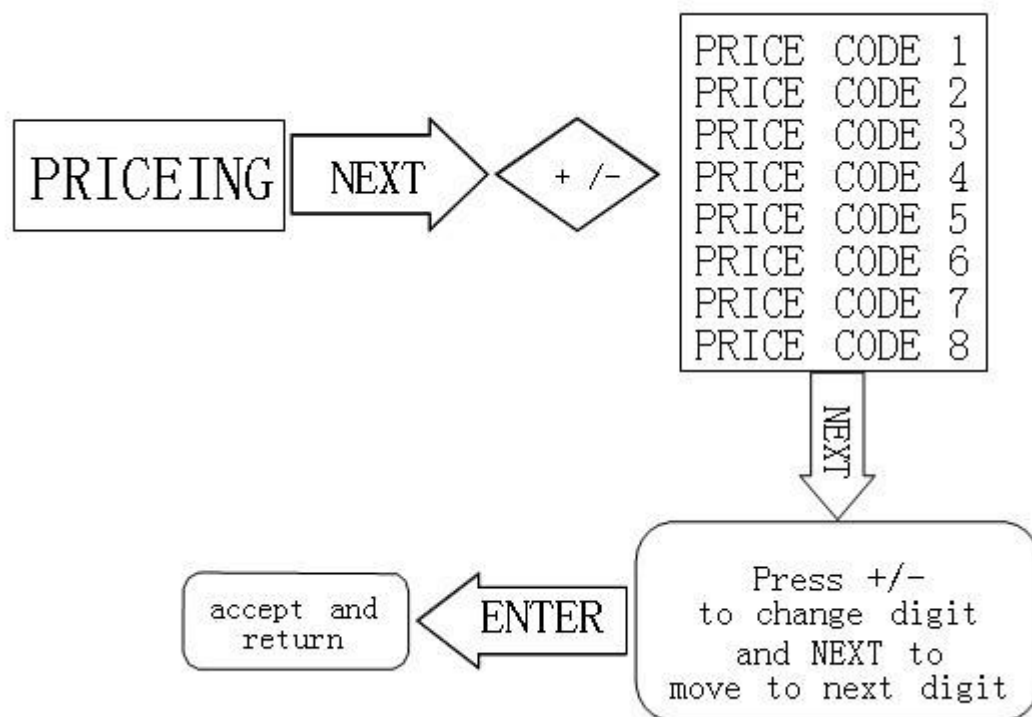 PRICEING
NEXT
+ /-
PRICE CODE 1
PRICE CODE 2
PRICE CODE 3
PRICE CODE 4
PRICE CODE 5
PRICE CODE 6
PRICE CODE 7
PRICE CODE 8
NEXT
Press +/-
to change digit
and NEXT to
move to next digit
ENTER
accept and
return